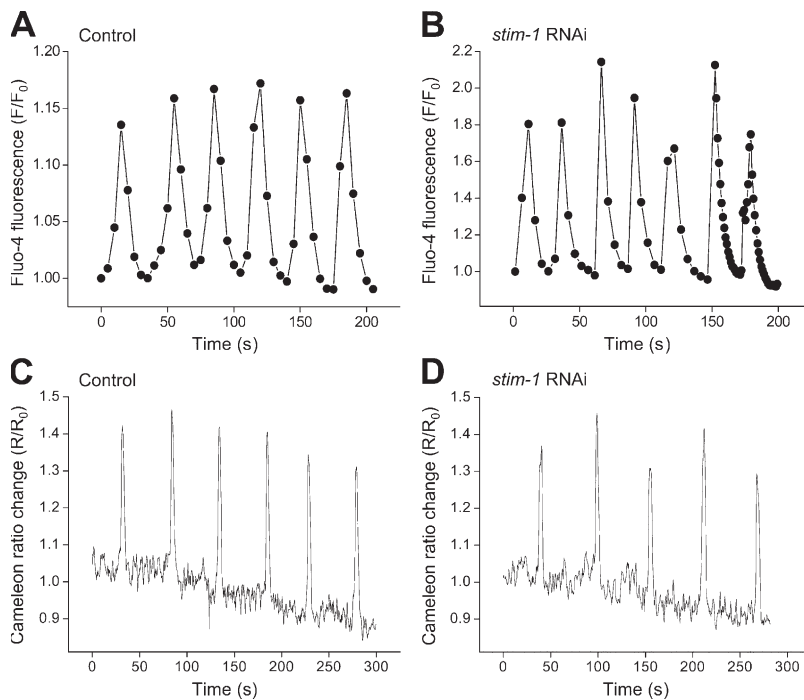 A Control
Fluo-4 fluorescence (F/F0)
1.20
1.15
1.10
1.05
1.00
0 50 100 150 200
Time (s)
B stim-1 RNAi
Fluo-4 fluorescence (F/F0)
2.2
2.0
1.8
1.6
1.4
1.2
1.0
0 50 100 150 200
Time (s)
C Control
Cameleon ratio change (R/R0)
1.5
1.4
1.3
1.2
1.1
1.0
0.9
0 50 100 150 200 250 300
Time (s)
D stim-1 RNAi
Cameleon ratio change (R/R0)
1.5
1.4
1.3
1.2
1.1
1.0
0.9
0 50 100 150 200 250 300
Time (s)